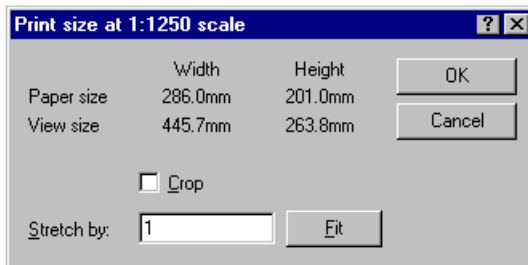 Print size at 1:1250 scale
Width Height OK
Paper size 286.0mm 201.0mm
View size 445.7mm 263.8mm Cancel
Crop
Stretch by: 1 Fit